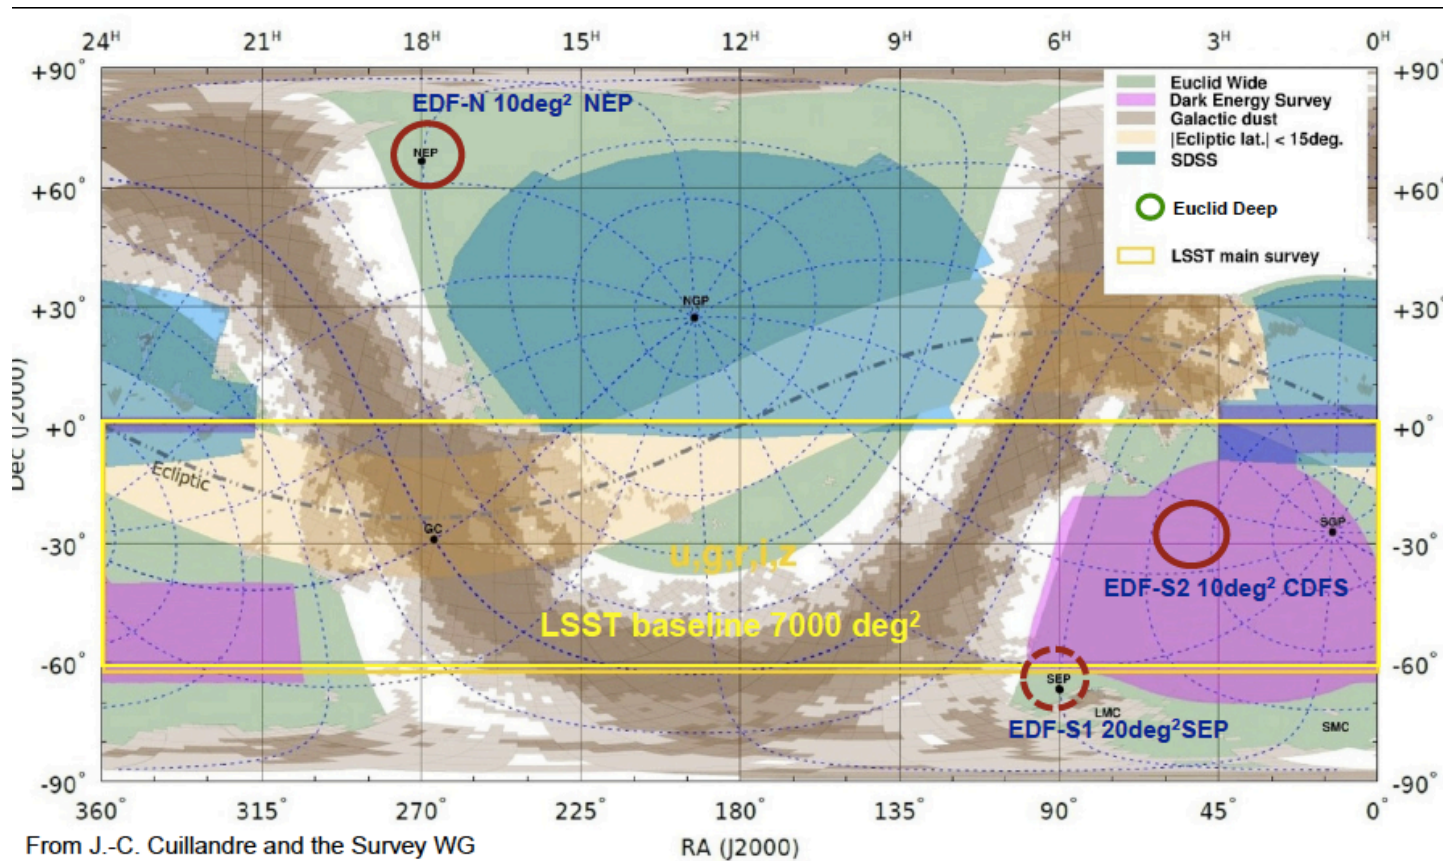 24ᴴ 21ᴴ 18ᴴ 15ᴴ 12ᴴ 9ᴴ 6ᴴ 3ᴴ 0ᴴ
+90° +90°
Euclid Wide
Dark Energy Survey
Galactic dust
|Ecliptic lat.| < 15deg.
SDSS
Euclid Deep
LSST main survey
EDF-N 10deg² NEP
NEP
+60° +60°
NGP
+30° +30°
+0° +0°
Dec (J2000)
Ecliptic
GC
SGP
-30° -30°
u,g,r,i,z
EDF-S2 10deg² CDFS
LSST baseline 7000 deg²
-60° -60°
SEP
LMC
EDF-S1 20deg²SEP
SMC
-90° -90°
360° 315° 270° 225° 180° 135° 90° 45° 0°
From J.-C. Cuillandre and the Survey WG
RA (J2000)